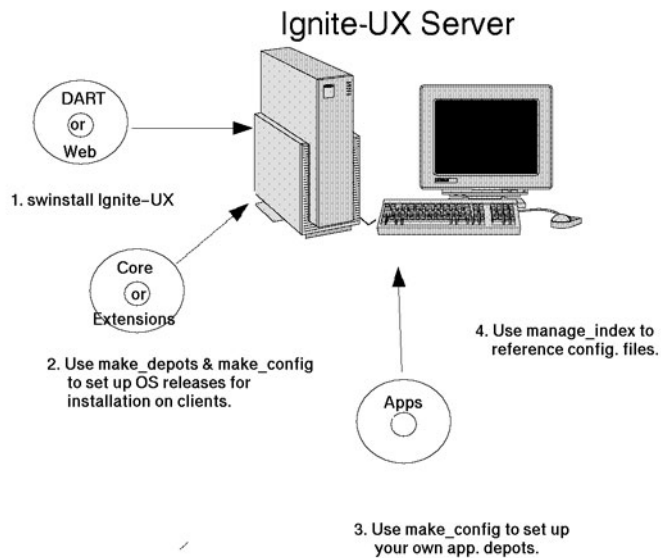 Ignite-UX Server
DART
or
Web
1. swinstall Ignite-UX
Core
or
Extensions
2. Use make_depots & make_config
to set up OS releases for
installation on clients.
4. Use manage_index to
reference config. files.
Apps
3. Use make_config to set up
your own app. depots.